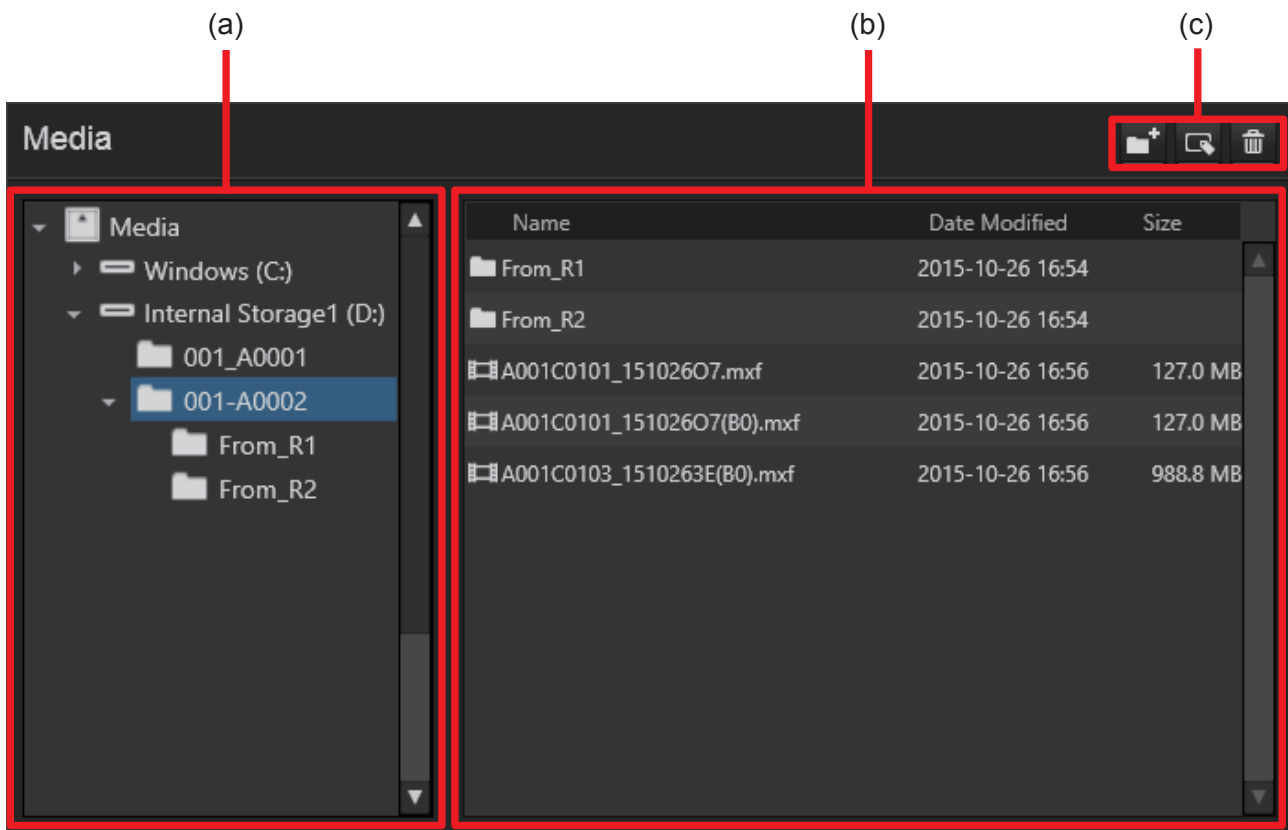 (a) (b) (c)
Media
Media
Windows (C:)
Internal Storage1 (D:)
001_A0001
001-A0002
From_R1
From_R2
Name Date Modified Size
From_R1 2015-10-26 16:54
From_R2 2015-10-26 16:54
A001C0101_151026O7.mxf 2015-10-26 16:56 127.0 MB
A001C0101_151026O7(B0).mxf 2015-10-26 16:56 127.0 MB
A001C0103_1510263E(B0).mxf 2015-10-26 16:56 988.8 MB